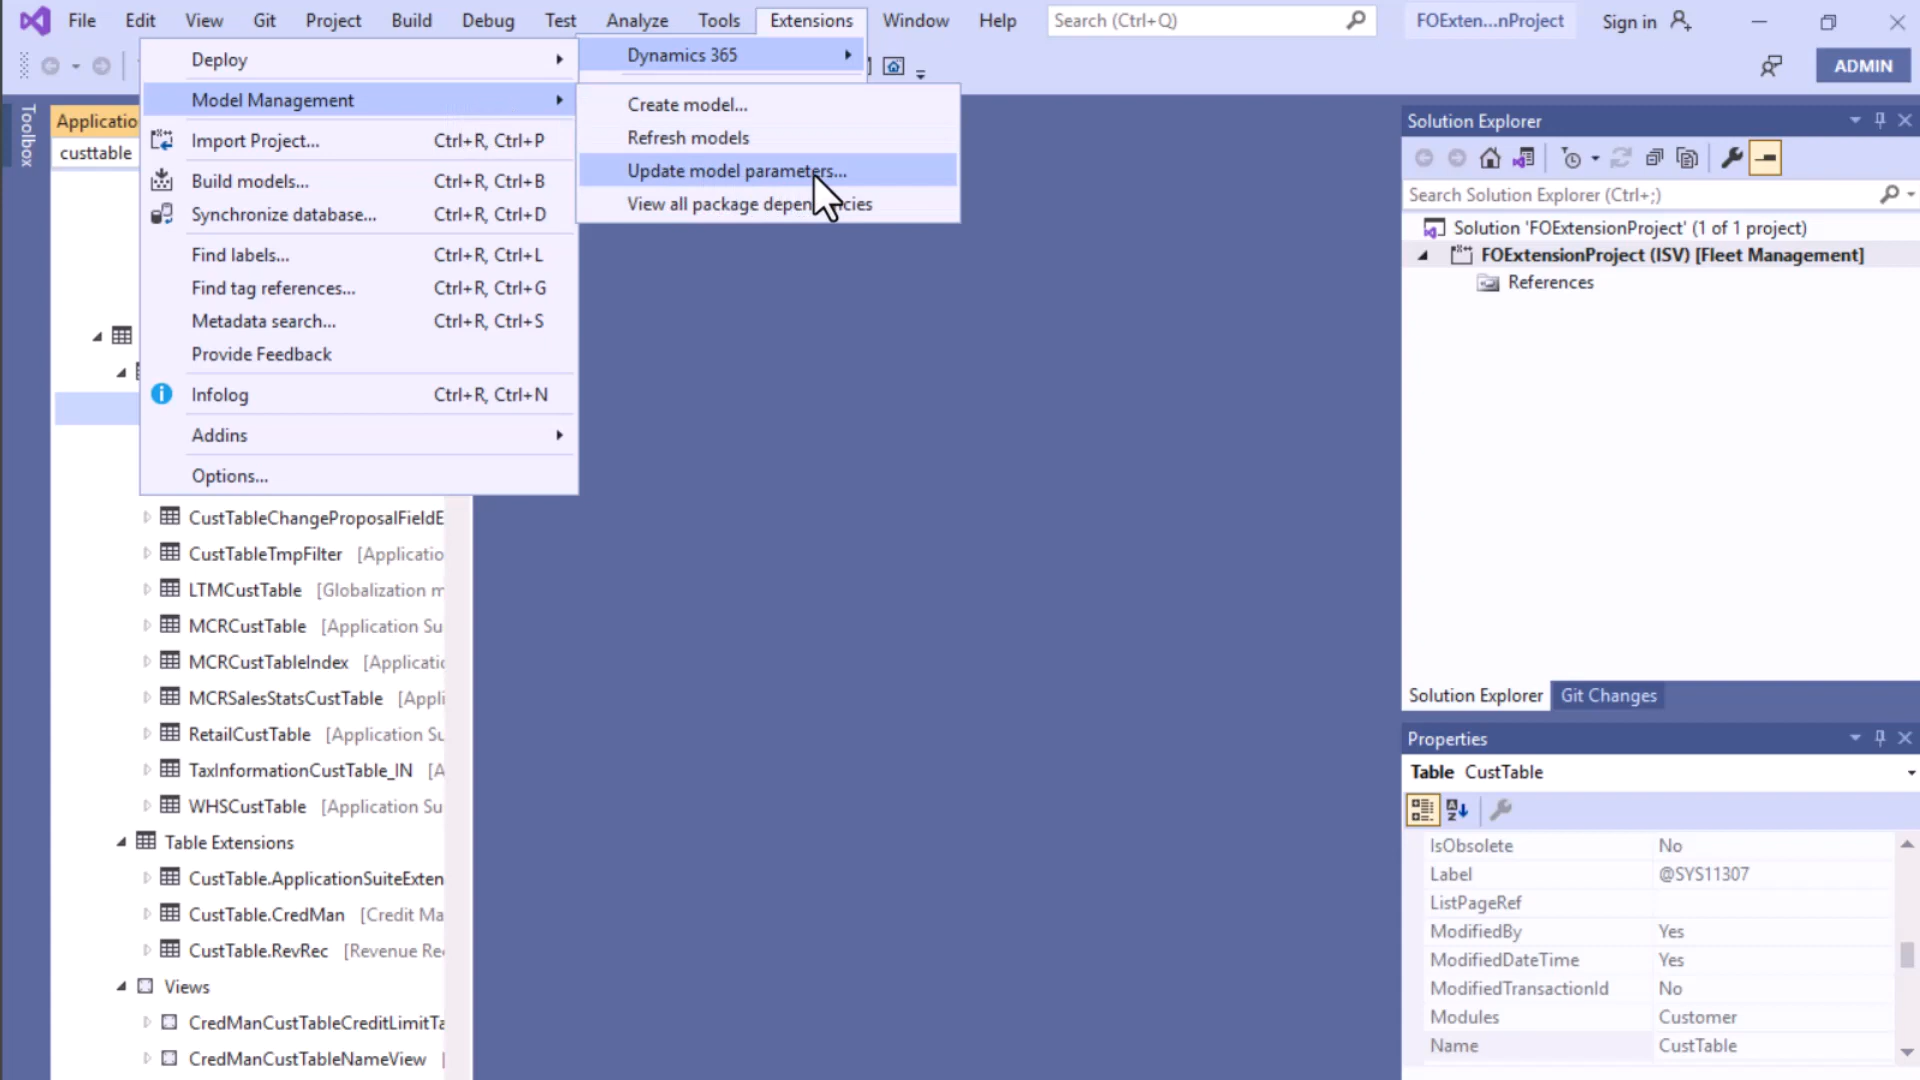 File Edit View Git Project Build Debug Test Analyze Tools Extensions Window Help Search (Ctrl+Q) FOExten...nProject Sign in
ADMIN
Toolbox
Applicatio
custtable
Deploy
Model Management
Import Project... Ctrl+R, Ctrl+P
Build models... Ctrl+R, Ctrl+B
Synchronize database... Ctrl+R, Ctrl+D
Find labels... Ctrl+R, Ctrl+L
Find tag references... Ctrl+R, Ctrl+G
Metadata search... Ctrl+R, Ctrl+S
Provide Feedback
Infolog Ctrl+R, Ctrl+N
Addins
Options...
Dynamics 365
Create model...
Refresh models
Update model parameters...
View all package dependencies
CustTableChangeProposalFieldE
CustTableTmpFilter [Applicatio
LTMCustTable [Globalization m
MCRCustTable [Application Su
MCRCustTableIndex [Applicatic
MCRSalesStatsCustTable [Appli
RetailCustTable [Application Su
TaxInformationCustTable_IN [A
WHSCustTable [Application Su
Table Extensions
CustTable.ApplicationSuiteExten
CustTable.CredMan [Credit Ma
CustTable.RevRec [Revenue Re
Views
CredManCustTableCreditLimitTa
CredManCustTableNameView [
Solution Explorer
Search Solution Explorer (Ctrl+;)
Solution 'FOExtensionProject' (1 of 1 project)
FOExtensionProject (ISV) [Fleet Management]
References
Solution Explorer Git Changes
Properties
Table CustTable
IsObsolete No
Label @SYS11307
ListPageRef
ModifiedBy Yes
ModifiedDateTime Yes
ModifiedTransactionId No
Modules Customer
Name CustTable